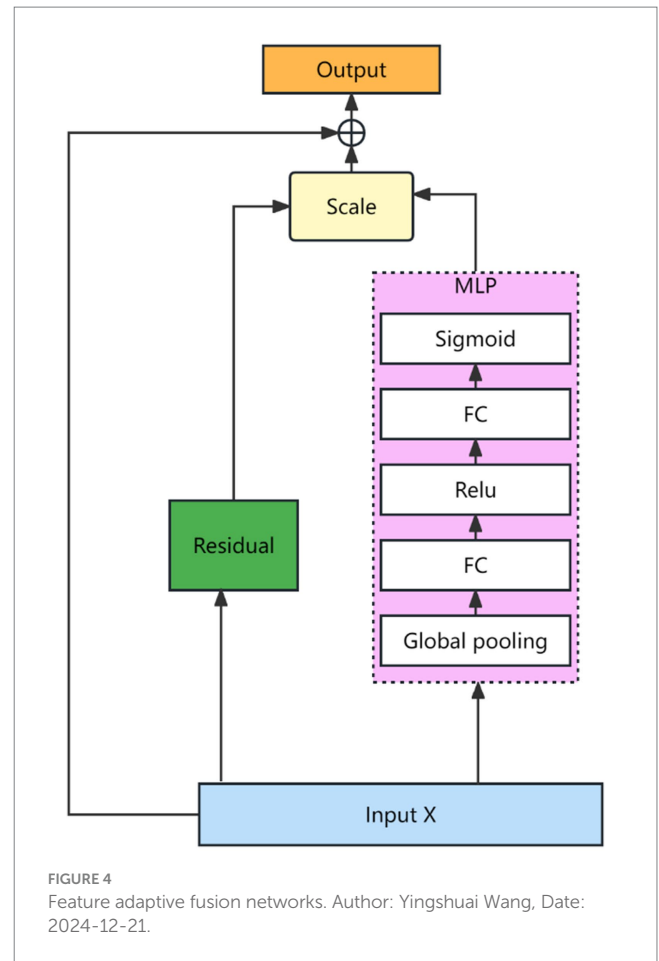 Output
Scale
MLP
Sigmoid
FC
Relu
Residual
FC
Global pooling
Input X
FIGURE 4
Feature adaptive fusion networks. Author: Yingshuai Wang, Date:
2024-12-21.